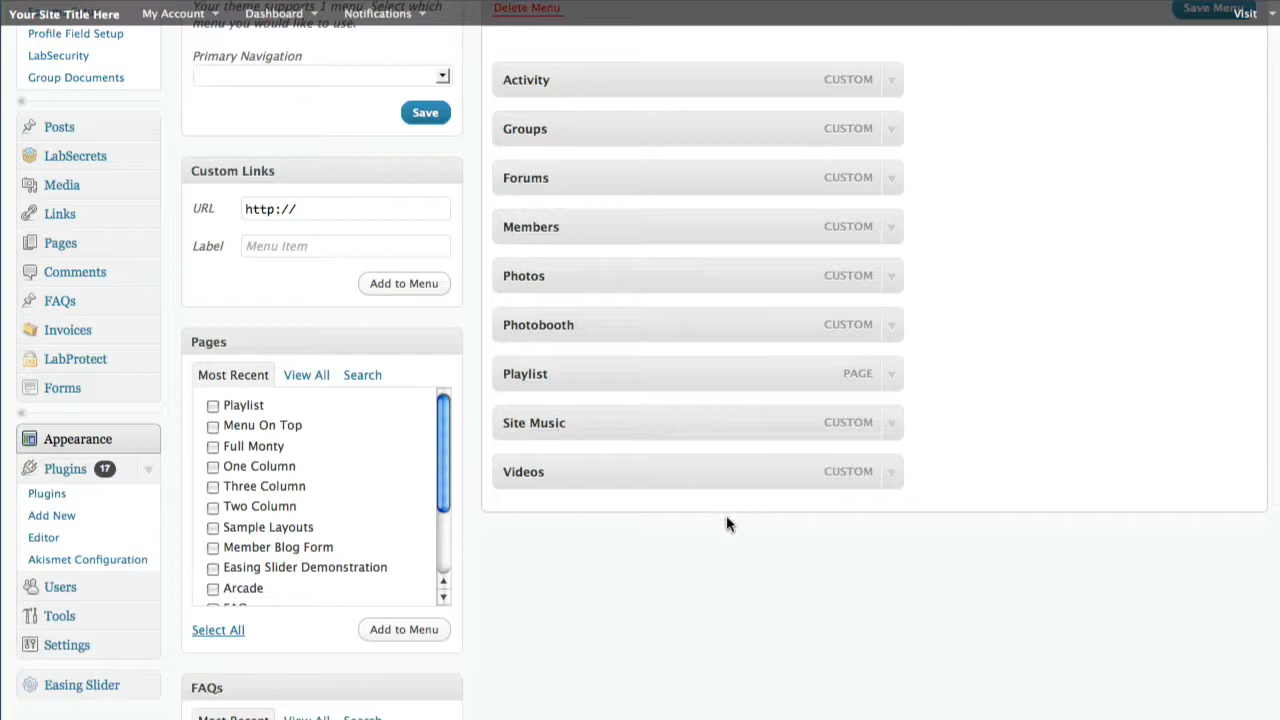 Your Site Title Here
My Account
Dashboard
Notifications
Visit
Profile Field Setup
LabSecurity
Group Documents
Posts
LabSecrets
Media
Links
Pages
Comments
FAQs
Invoices
LabProtect
Forms
Appearance
Plugins 17
Plugins
Add New
Editor
Akismet Configuration
Users
Tools
Settings
Easing Slider
Your theme supports 1 menu. Select which
menu you would like to use.
Primary Navigation
Save
Custom Links
URL http://
Label Menu Item
Add to Menu
Pages
Most Recent View All Search
Playlist
Menu On Top
Full Monty
One Column
Three Column
Two Column
Sample Layouts
Member Blog Form
Easing Slider Demonstration
Arcade
Select All Add to Menu
FAQs
Most Recent View All Search
Delete Menu
Save Menu
Activity CUSTOM
Groups CUSTOM
Forums CUSTOM
Members CUSTOM
Photos CUSTOM
Photobooth CUSTOM
Playlist PAGE
Site Music CUSTOM
Videos CUSTOM